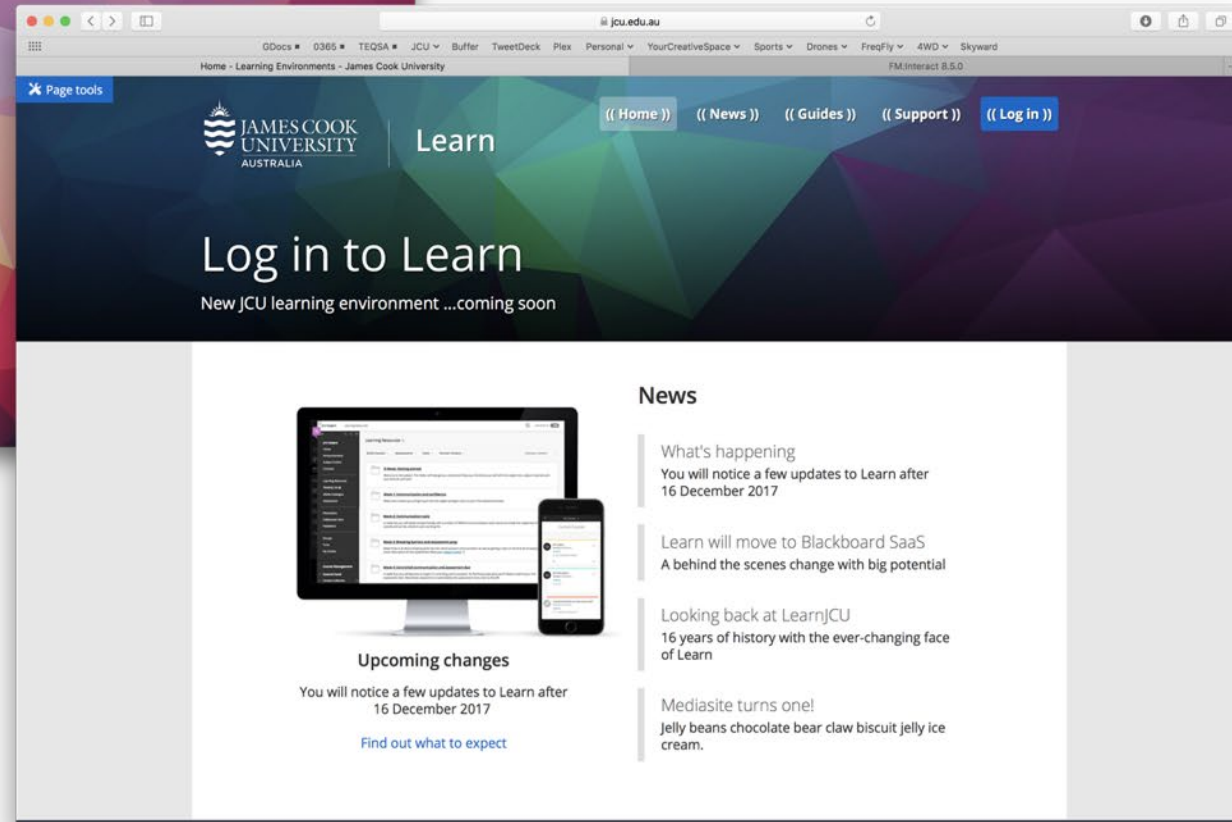 jcu.edu.au
GDocs 0365 TEQSA JCU Buffer TweetDeck Plex Personal YourCreativeSpace Sports Drones FreqFly 4WD Skyward
Home - Learning Environments - James Cook University
FM:Interact 8.5.0
Page tools
(( Home )) (( News )) (( Guides )) (( Support )) (( Log in ))
JAMES COOK
UNIVERSITY
AUSTRALIA
Learn
Log in to Learn
New JCU learning environment ...coming soon
Upcoming changes
You will notice a few updates to Learn after
16 December 2017
Find out what to expect
News
What's happening
You will notice a few updates to Learn after
16 December 2017
Learn will move to Blackboard SaaS
A behind the scenes change with big potential
Looking back at LearnJCU
16 years of history with the ever-changing face
of Learn
Mediasite turns one!
Jelly beans chocolate bear claw biscuit jelly ice
cream.